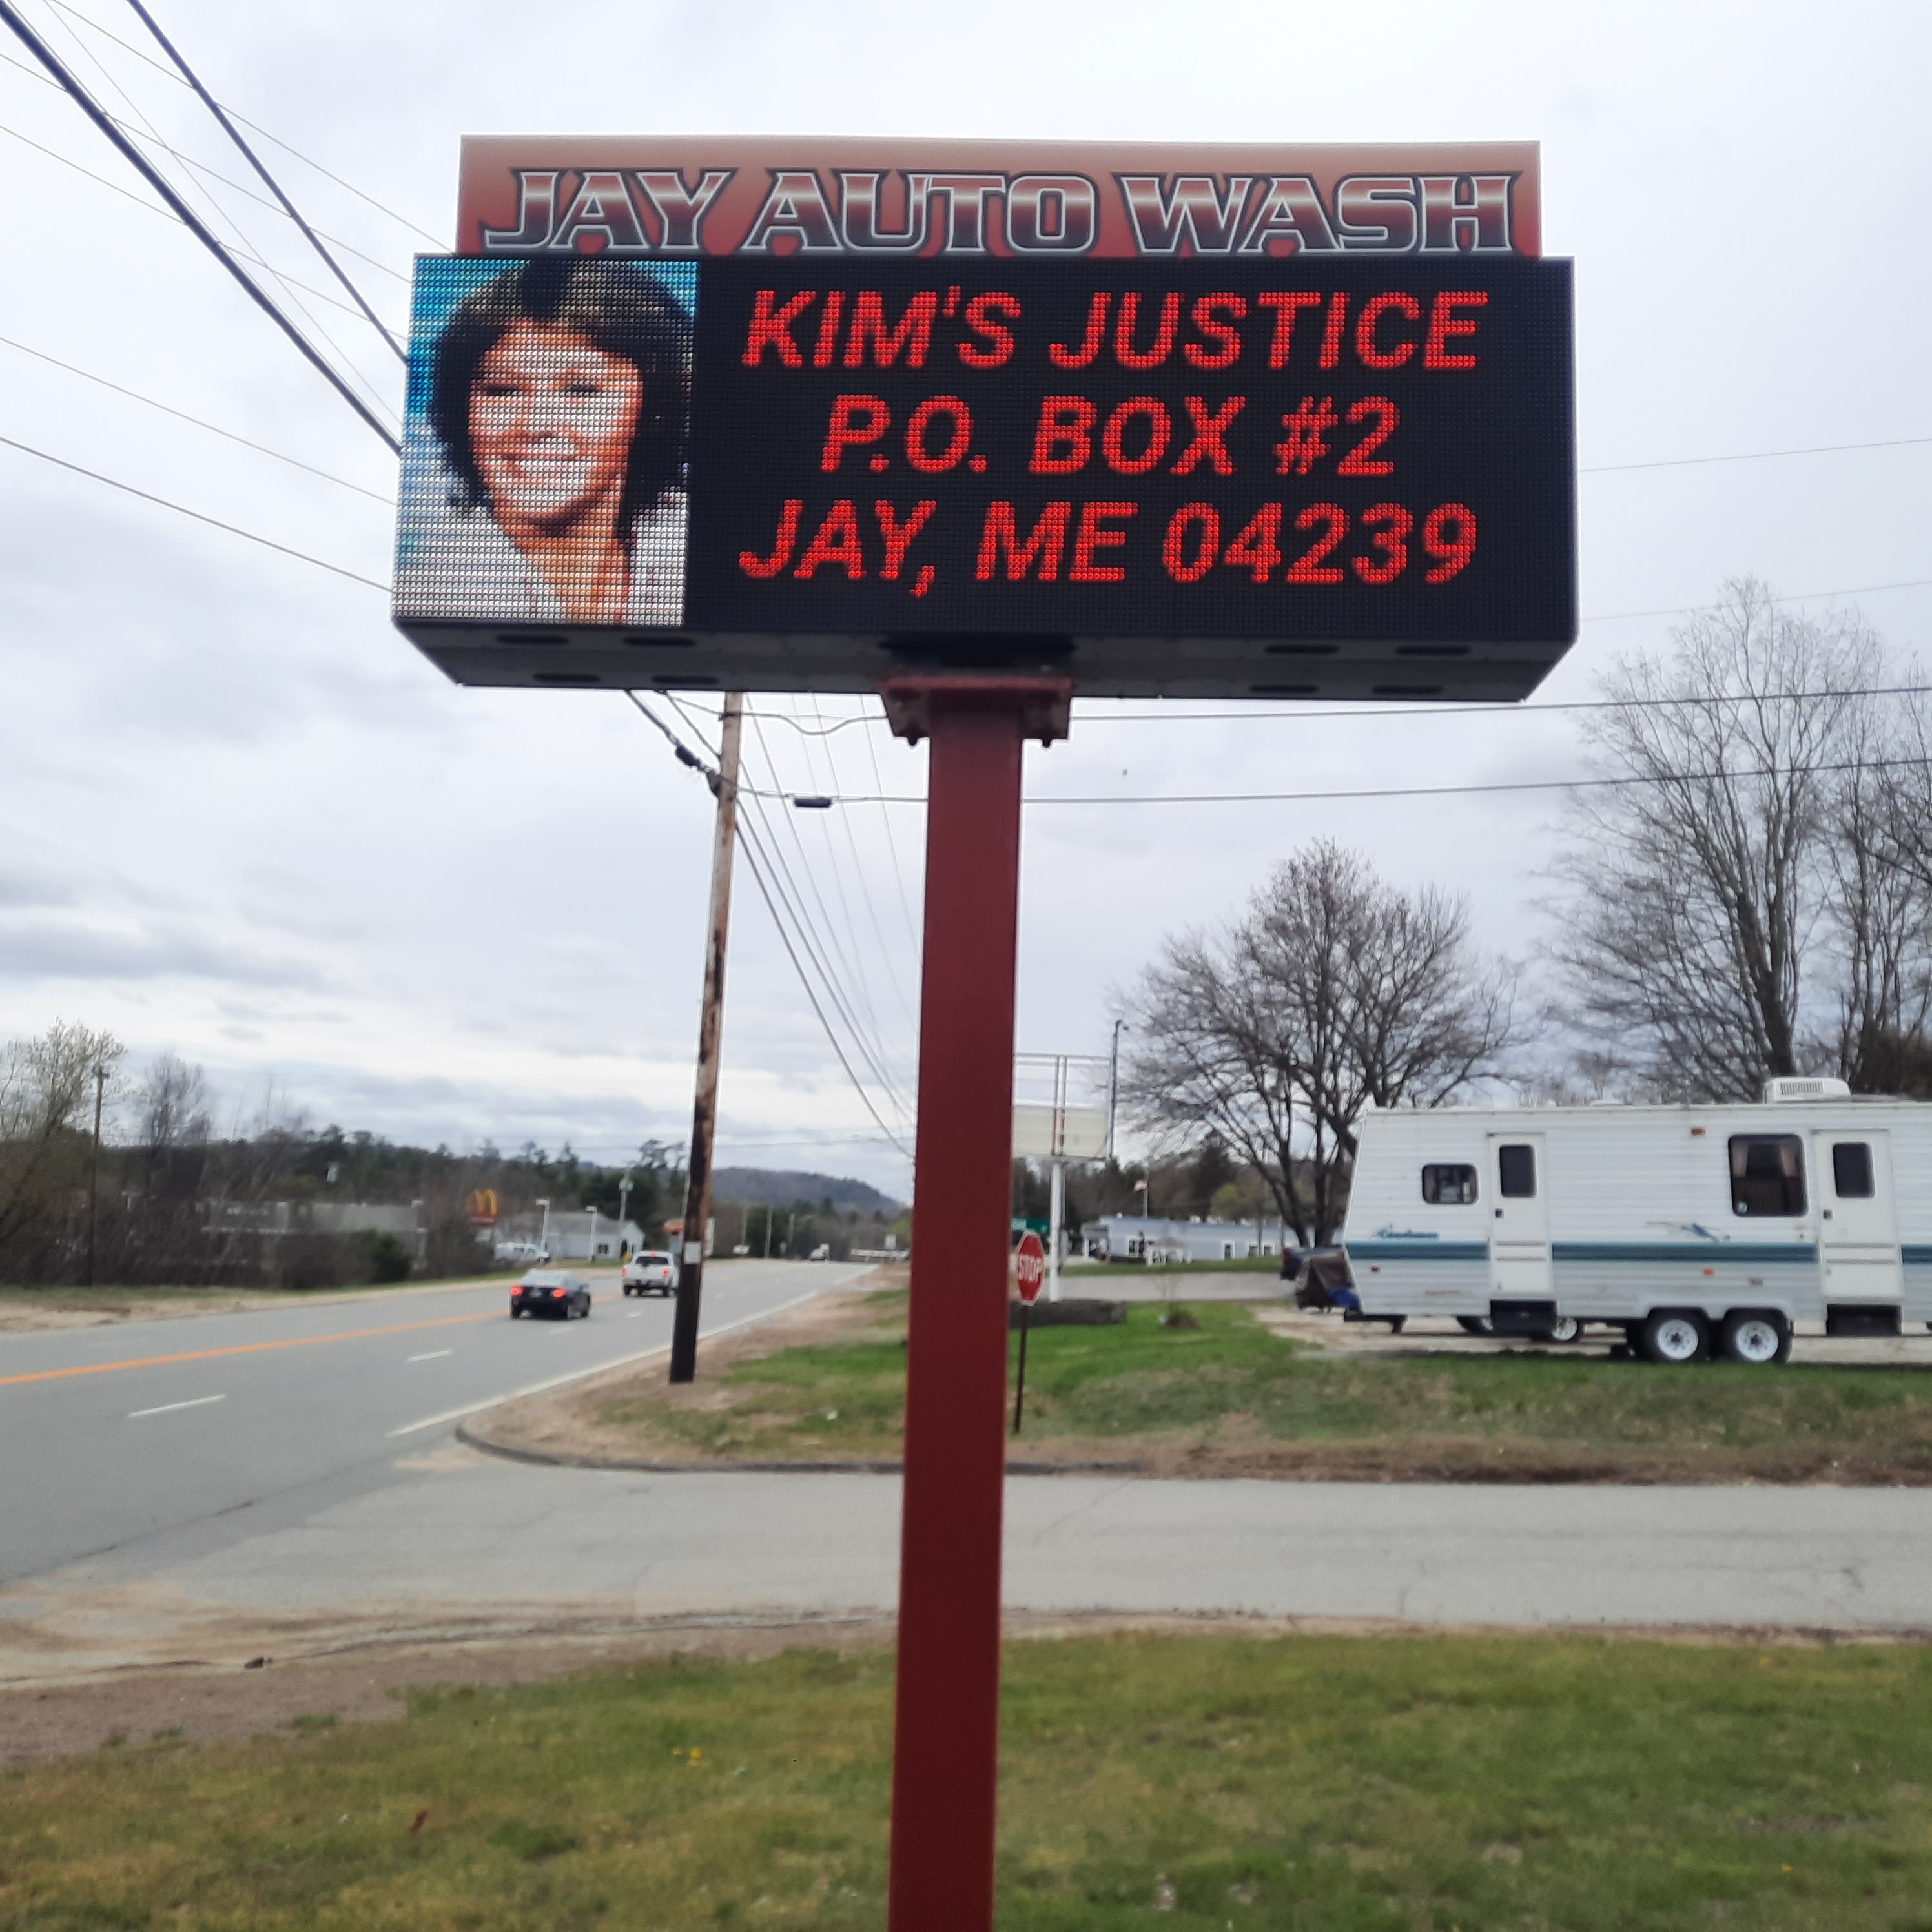 JAY AUTO WASH
KIM'S JUSTICE
P.O. BOX #2
JAY, ME 04239
STOP